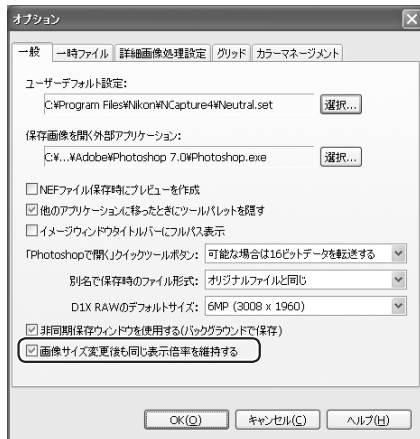 オプション
一般 一時ファイル 詳細画像処理設定 グリッド カラーマネージメント
ユーザーデフォルト設定:
C:¥Program Files¥Nikon¥NCapture4¥Neutral.set 選択...
保存画像を開く外部アプリケーション:
C:¥...¥Adobe¥Photoshop 7.0¥Photoshop.exe 選択...
NEFファイル保存時にプレビューを作成
他のアプリケーションに移ったときにツールパレットを隠す
イメージウィンドウタイトルバーにフルパス表示
「Photoshopで開く」クイックツールボタン: 可能な場合は16ビットデータを転送する
別名で保存時のファイル形式: オリジナルファイルと同じ
D1X RAWのデフォルトサイズ: 6MP (3008 x 1960)
非同期保存ウィンドウを使用する(バックグラウンドで保存)
画像サイズ変更後も同じ表示倍率を維持する
OK(O) キャンセル(C) ヘルプ(H)